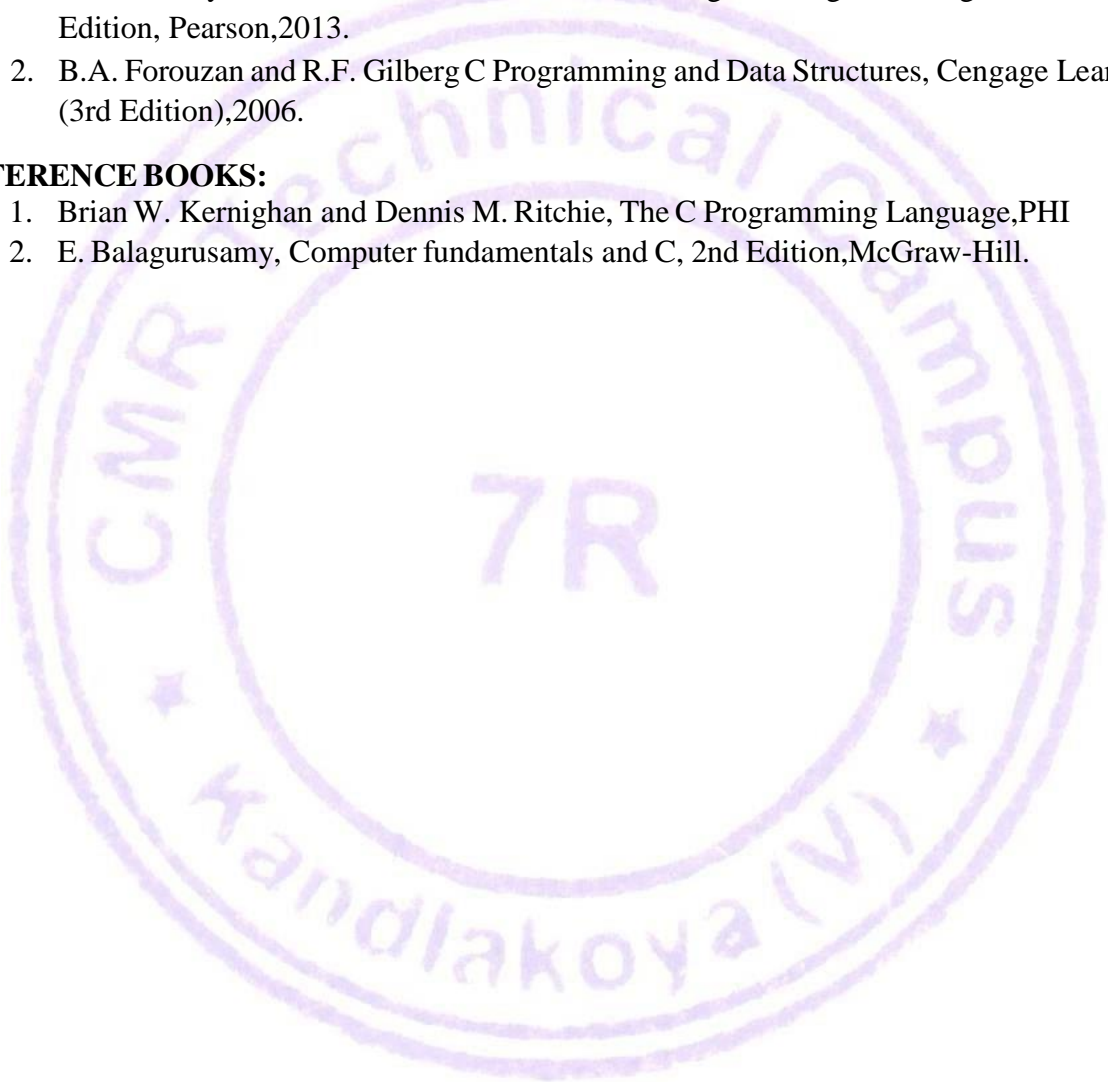 Edition, Pearson,2013.
2. B.A. Forouzan and R.F. Gilberg C Programming and Data Structures, Cengage
(3rd Edition),2006.
BOOKS:
1. Brian W. Kernighan and Dennis M. Ritchie, The C Programming Language,PHI
2. E. Balagurusamy, Computer fundamentals and C, 2nd Edition,McGraw-Hill.
CMR Technical Campus
7R
★ Kandlakoya (V) ★